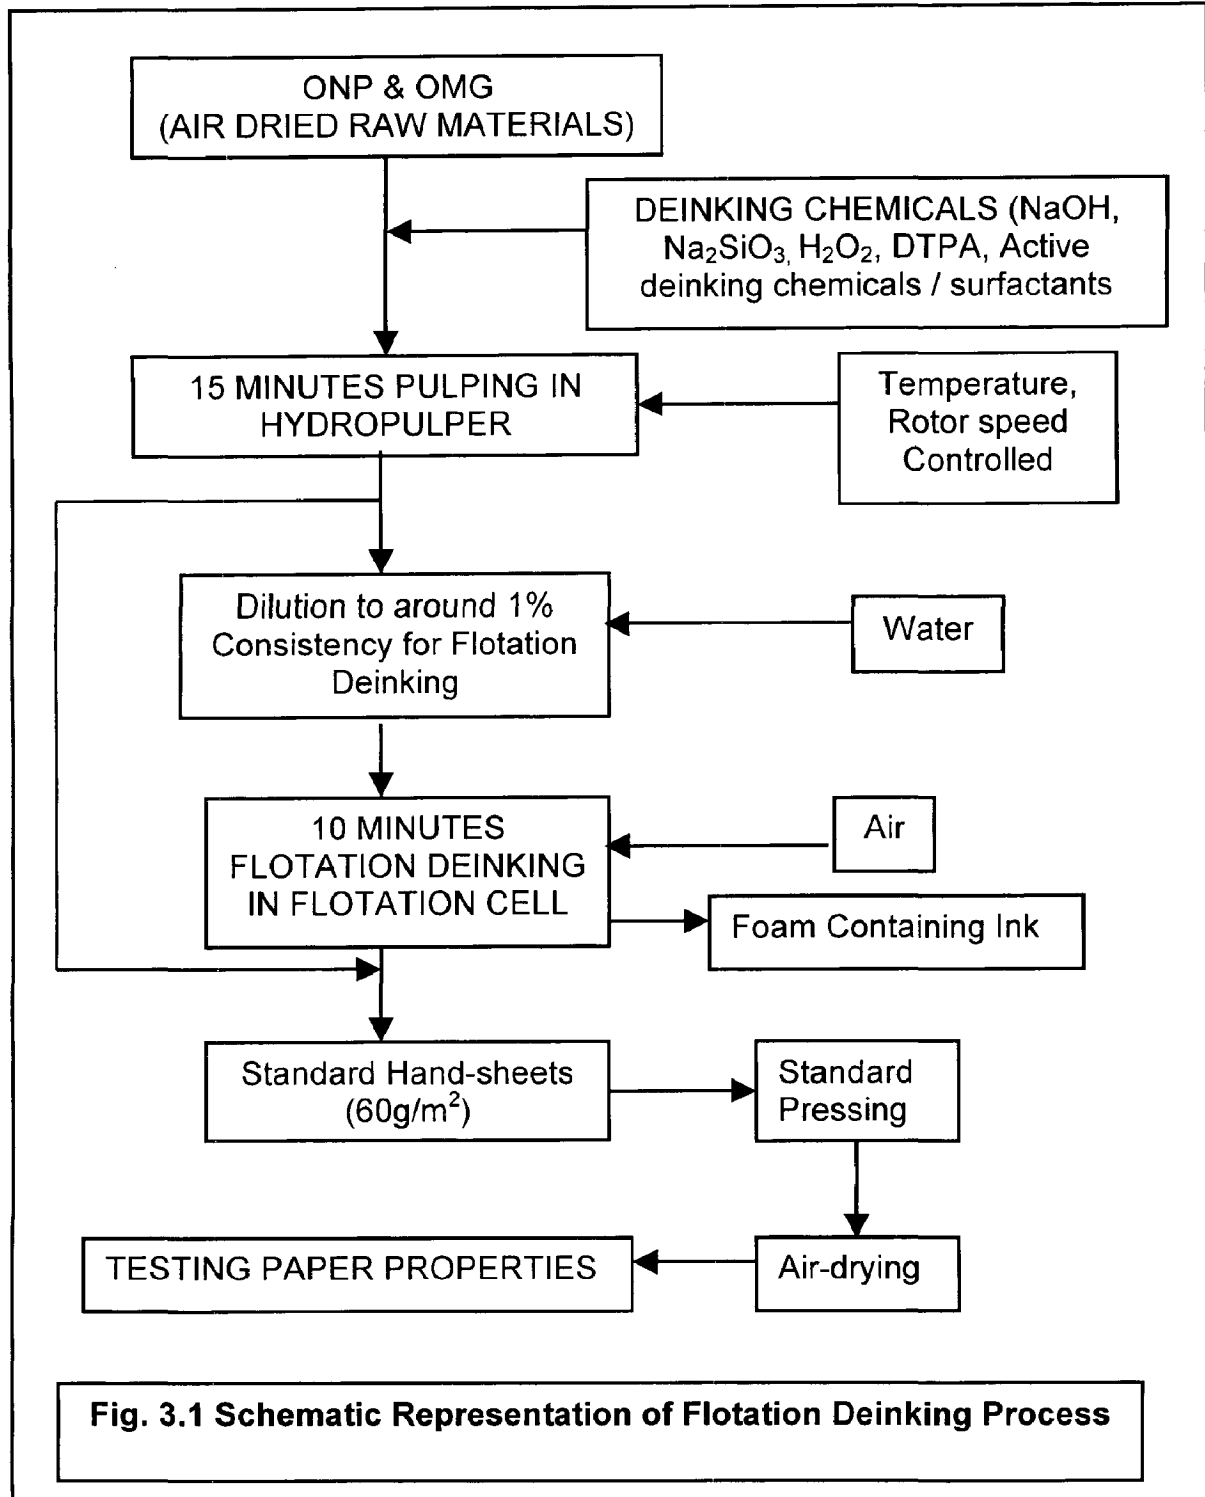 ONP & OMG
(AIR DRIED RAW MATERIALS)
DEINKING CHEMICALS (NaOH,
Na₂SiO₃, H₂O₂, DTPA, Active
deinking chemicals / surfactants
15 MINUTES PULPING IN
HYDROPULPER
Temperature,
Rotor speed
Controlled
Dilution to around 1%
Consistency for Flotation
Deinking
Water
10 MINUTES
FLOTATION DEINKING
IN FLOTATION CELL
Air
Foam Containing Ink
Standard Hand-sheets
(60g/m²)
Standard
Pressing
TESTING PAPER PROPERTIES
Air-drying
Fig. 3.1 Schematic Representation of Flotation Deinking Process